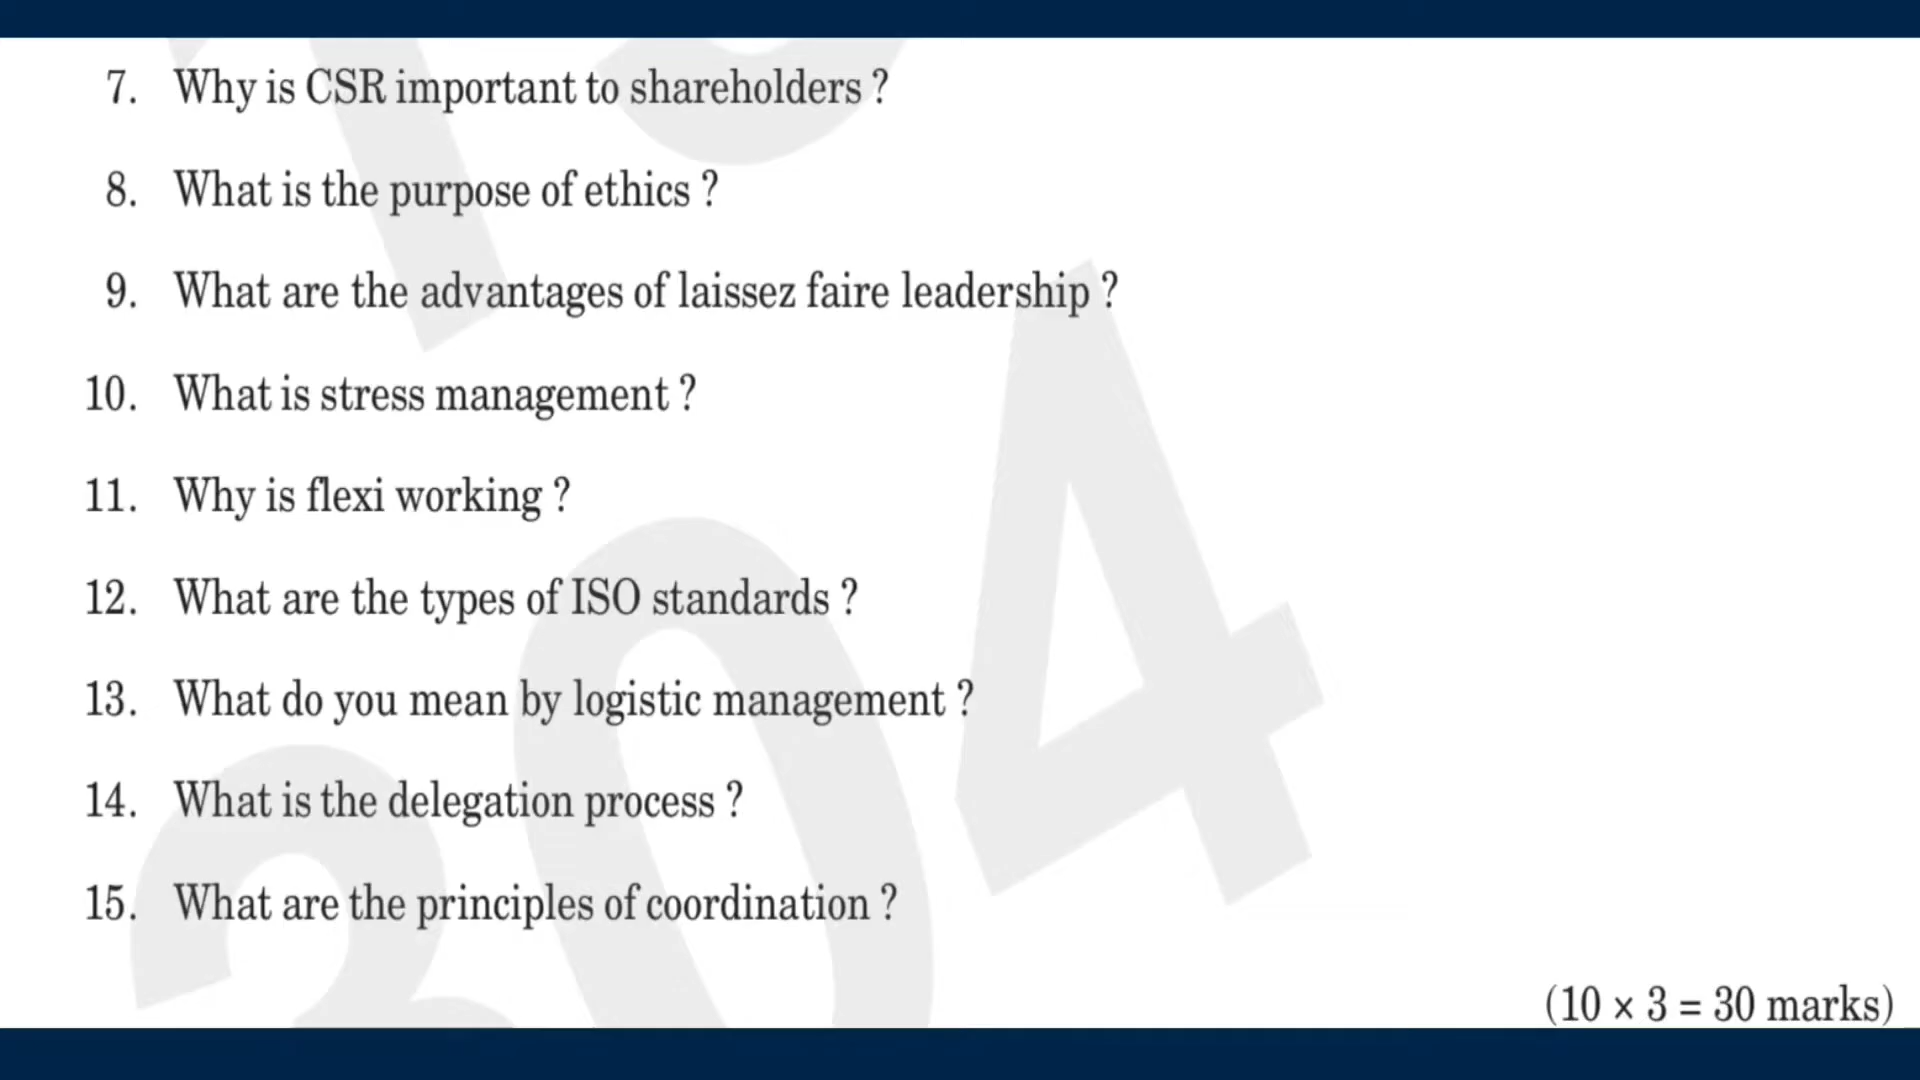 7. Why is CSR important to shareholders ?
8. What is the purpose of ethics ?
9. What are the advantages of laissez faire leadership ?
10. What is stress management ?
11. Why is flexi working ?
12. What are the types of ISO standards ?
13. What do you mean by logistic management ?
14. What is the delegation process ?
15. What are the principles of coordination ?
(10 × 3 = 30 marks)